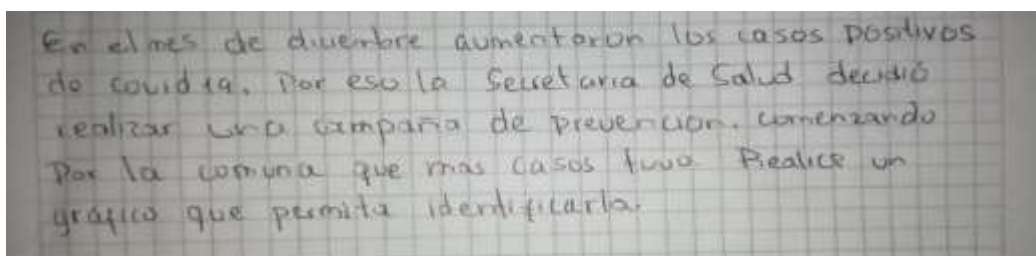 En el mes de diciembre aumentaron los casos positivos
de covid 19. Por eso la Secretaria de Salud decidió
realizar una campaña de prevencion. comenzando
Por la comuna que mas casos tuvo Realice un
gráfico que permita identificarla.